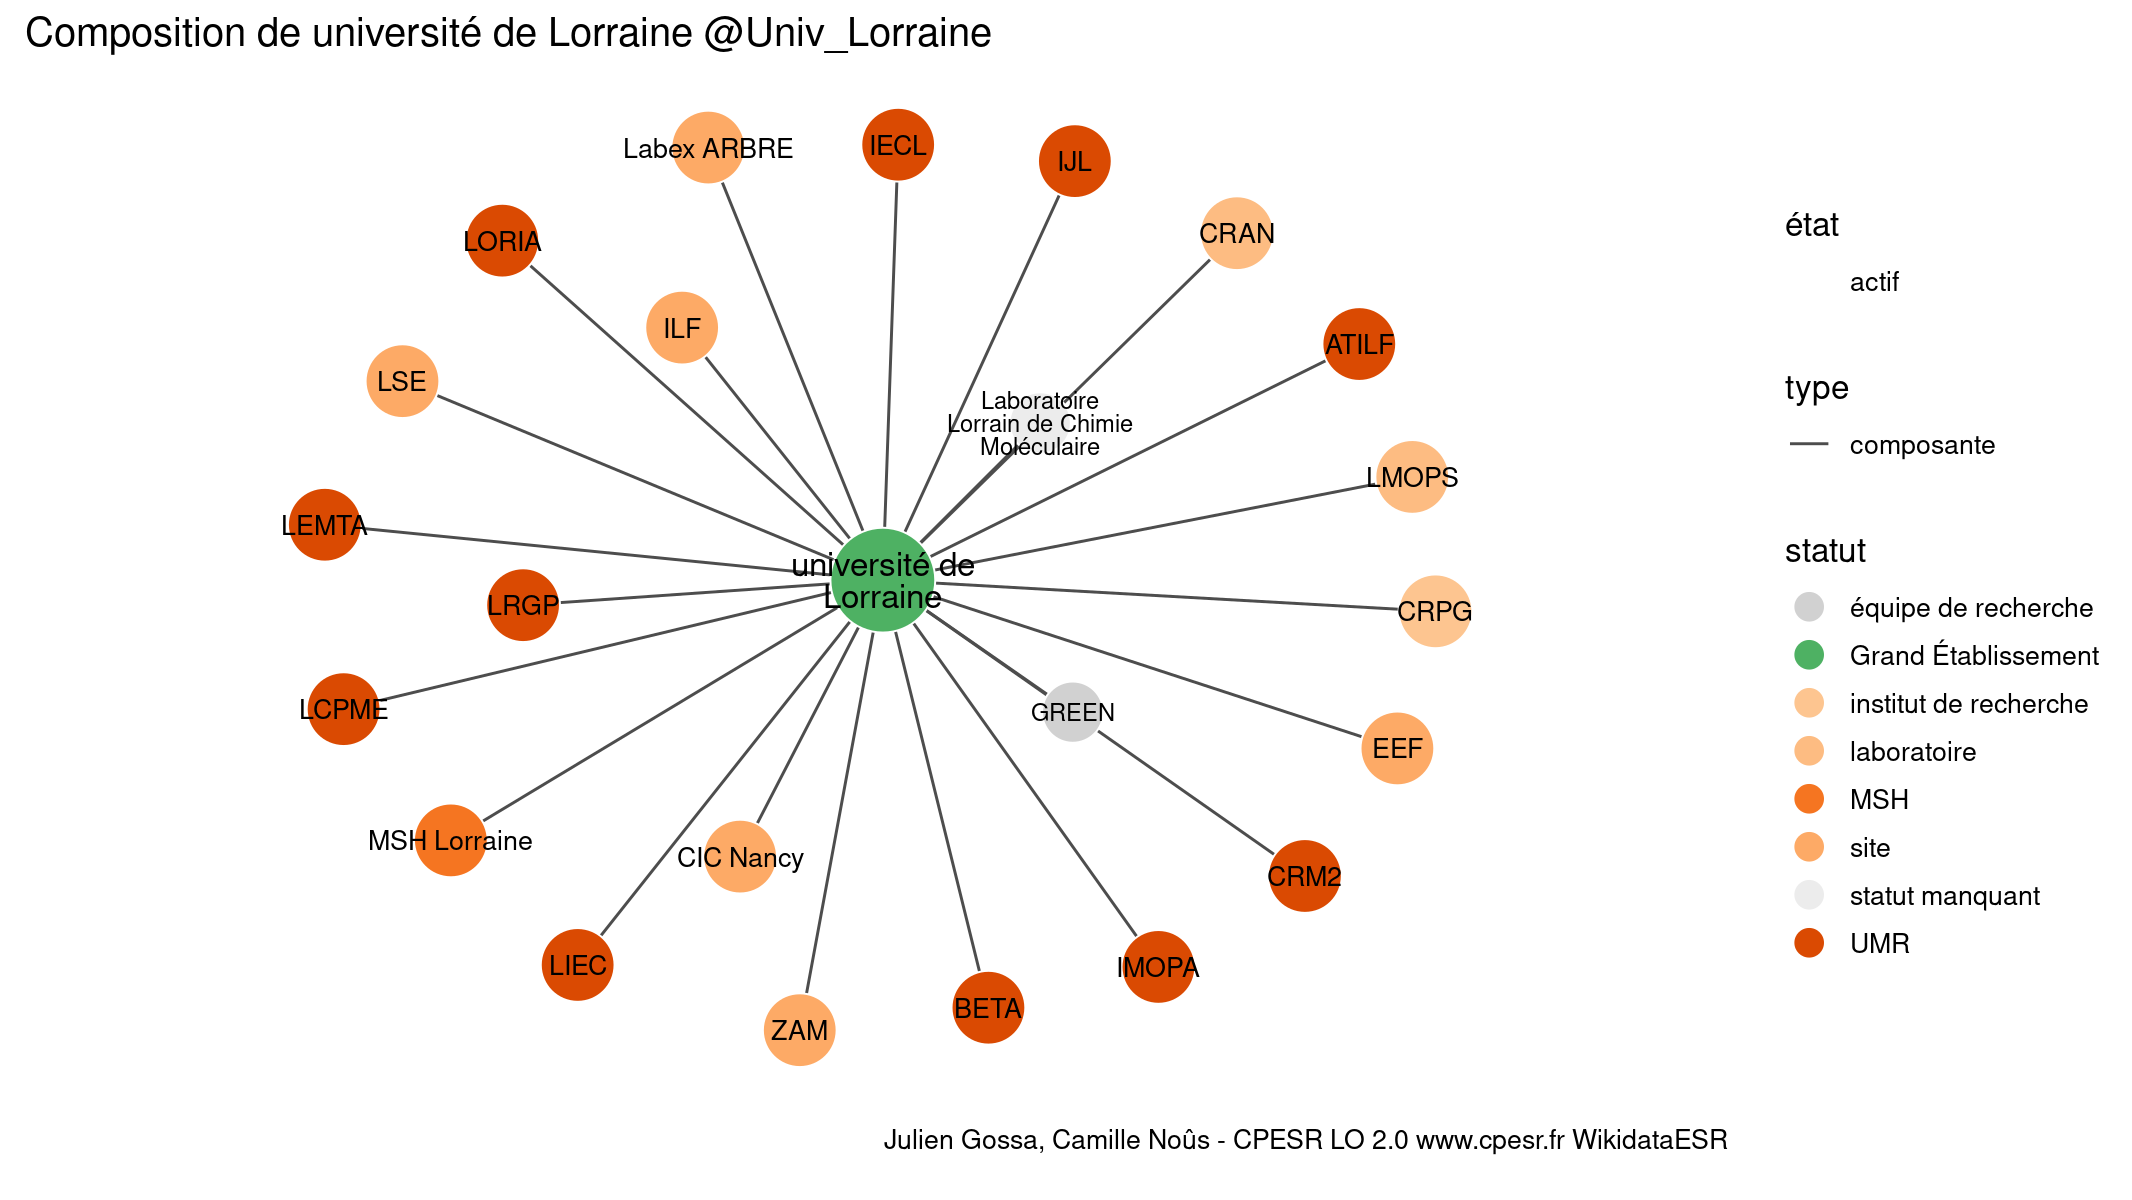 Composition de université de Lorraine @Univ_Lorraine
Labex ARBRE
IECL
IJL
CRAN
LORIA
ILF
ATILF
LSE
Laboratoire
Lorrain de Chimie
Moléculaire
LMOPS
LEMTA
université de
Lorraine
LRGP
CRPG
LCPME
GREEN
EEF
MSH Lorraine
CIC Nancy
CRM2
LIEC
IMOPA
ZAM
BETA
état
actif
type
composante
statut
équipe de recherche
Grand Établissement
institut de recherche
laboratoire
MSH
site
statut manquant
UMR
Julien Gossa, Camille Noûs - CPESR LO 2.0 www.cpesr.fr WikidataESR